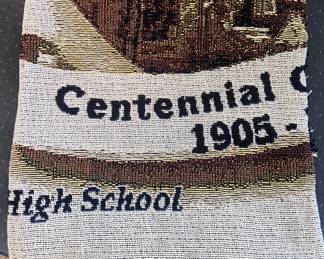 Centennial C
1905 -
High School